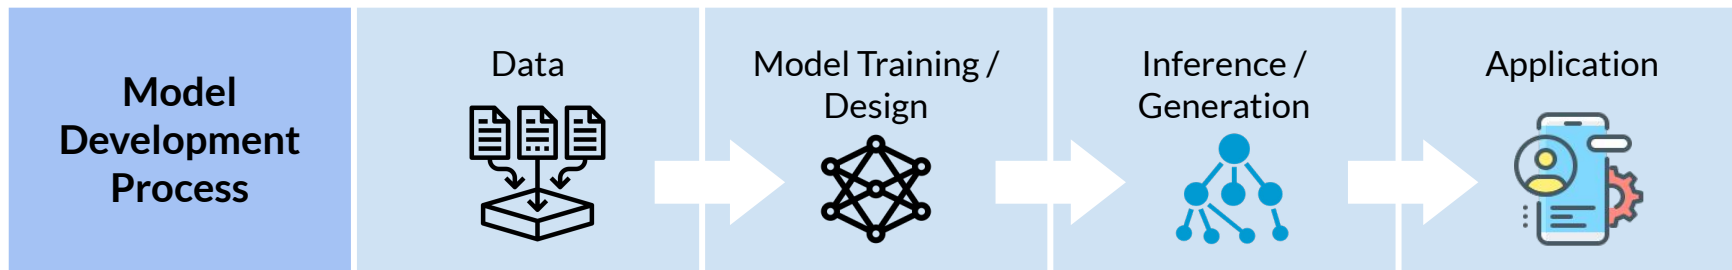 Model
Development
Process
Data
Model Training /
Design
Inference /
Generation
Application